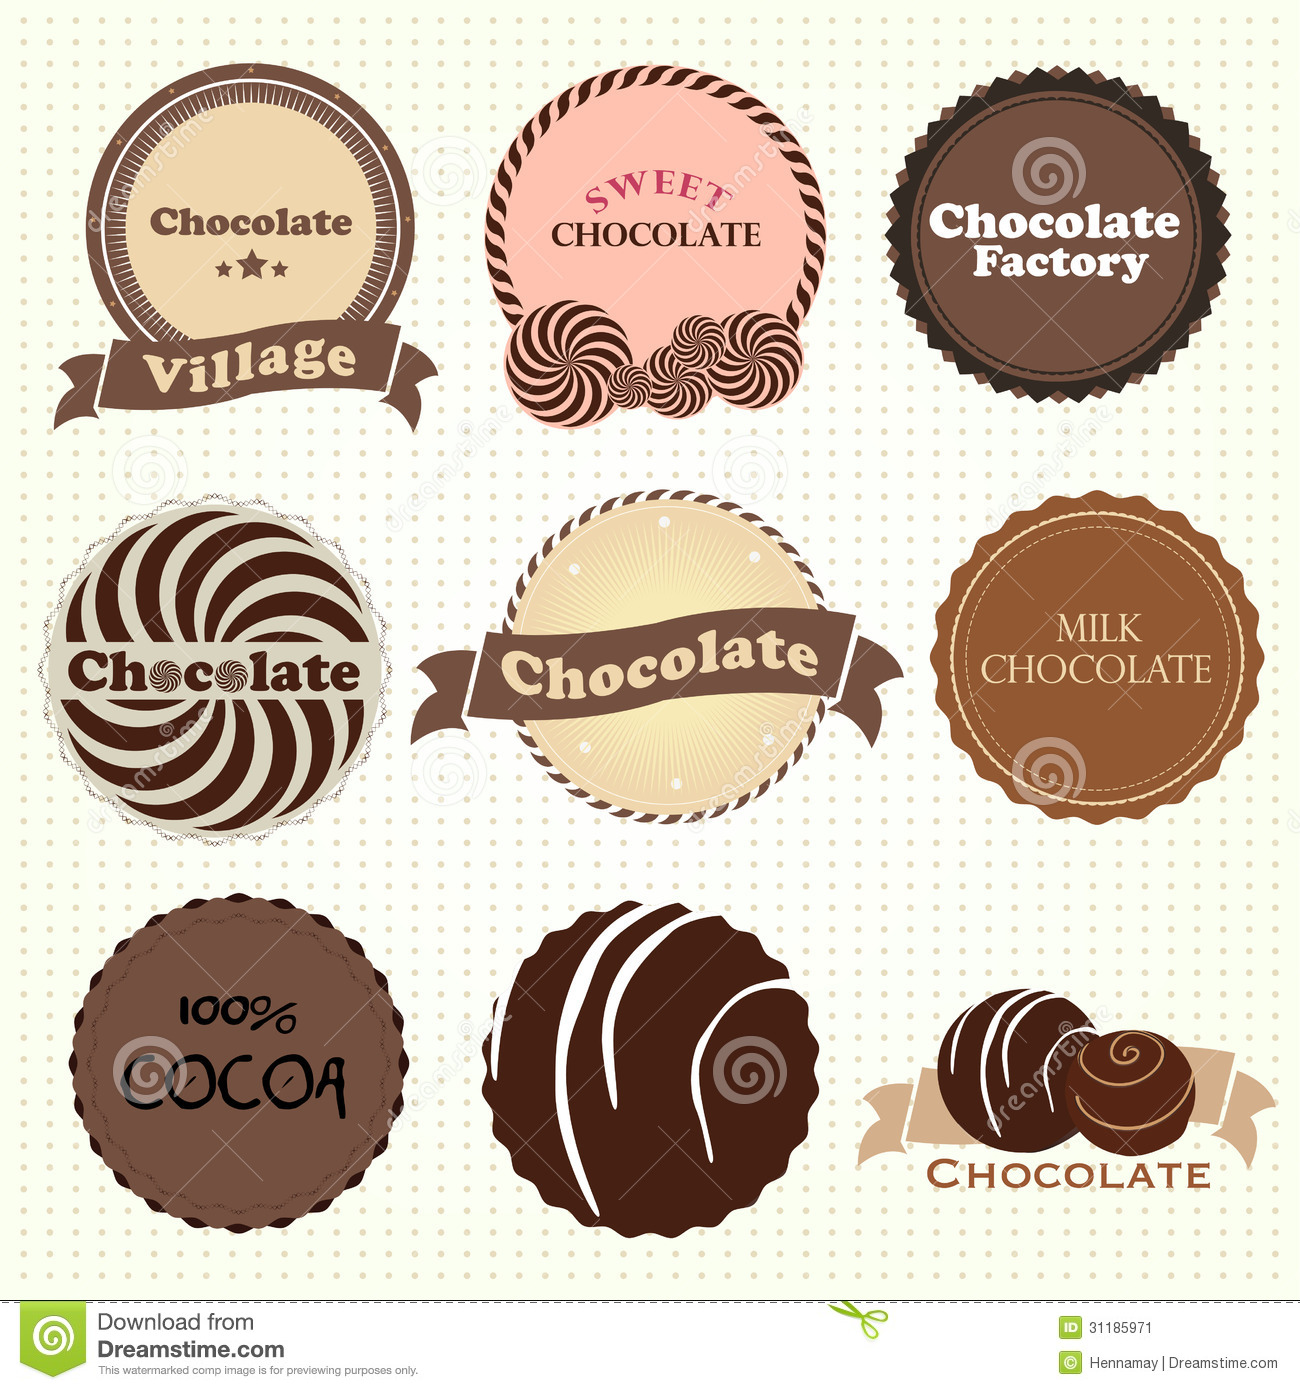 Chocolate
Village
SWEET
CHOCOLATE
Chocolate
Factory
Chocolate
Chocolate
MILK
CHOCOLATE
100%
COCOA
CHOCOLATE
Download from
Dreamstime.com
This watermarked comp image is for previewing purposes only.
ID 31185971
© Hennamay | Dreamstime.com